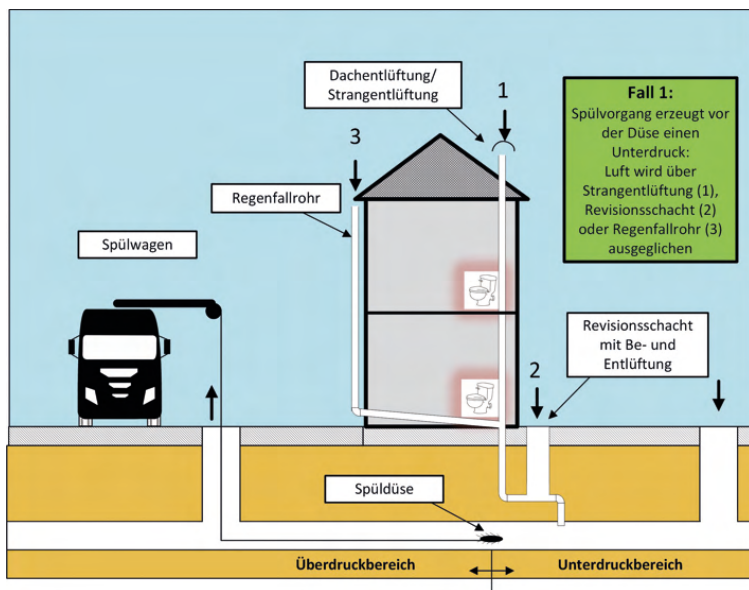 Dachentlüftung/
Strangentlüftung
1
Fall 1:
Spülvorgang erzeugt vor
der Düse einen
Unterdruck:
Luft wird über
Strangentlüftung (1),
Revisionsschacht (2)
oder Regenfallrohr (3)
ausgeglichen
3
Regenfallrohr
Spülwagen
Revisionsschacht
mit Be- und
Entlüftung
2
Spüldüse
Überdruckbereich
Unterdruckbereich